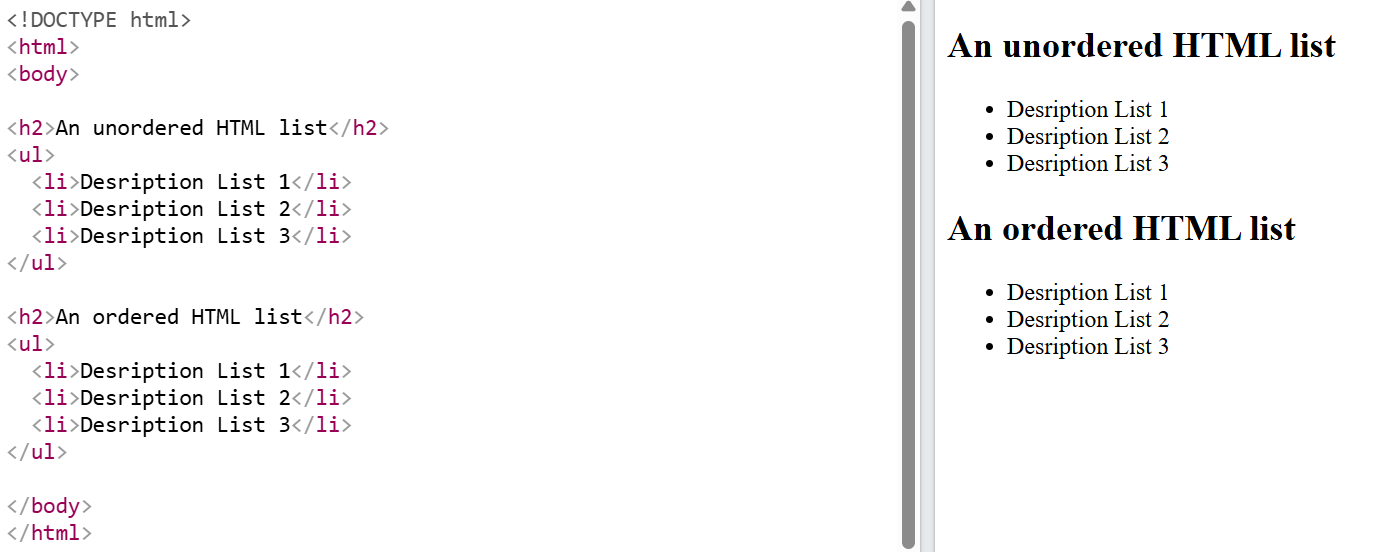 <!DOCTYPE html>
<html>
<body>
<h2>An unordered HTML list</h2>
<ul>
<li>Desription List 1</li>
<li>Desription List 2</li>
<li>Desription List 3</li>
</ul>
<h2>An ordered HTML list</h2>
<ul>
<li>Desription List 1</li>
<li>Desription List 2</li>
<li>Desription List 3</li>
</ul>
</body>
</html>
An unordered HTML list
• Desription List 1
• Desription List 2
• Desription List 3
An ordered HTML list
• Desription List 1
• Desription List 2
• Desription List 3